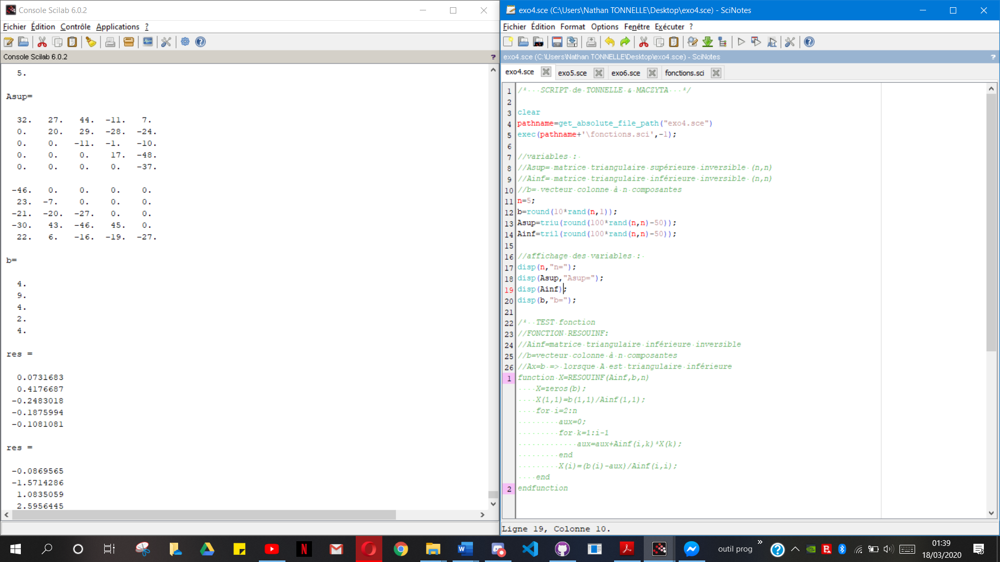 Console Scilab 6.0.2
Fichier Édition Contrôle Applications ?
Console Scilab 6.0.2 ?
5.
Asup=
32. 27. 44. -11. 7.
0. 20. 29. -28. -24.
0. 0. -11. -1. -10.
0. 0. 0. 17. -48.
0. 0. 0. 0. -37.
-46. 0. 0. 0. 0.
23. -7. 0. 0. 0.
-21. -20. -27. 0. 0.
-30. 43. -46. 45. 0.
22. 6. -16. -19. -27.
b=
4.
9.
4.
2.
4.
res =
0.0731683
0.4176687
-0.2483018
-0.1875994
-0.1081081
res =
-0.0869565
-1.5714286
1.0835059
2.5956445
exo4.sce (C:\Users\Nathan TONNELLE\Desktop\exo4.sce) - SciNotes
Fichier Édition Format Options Fenêtre Exécuter ?
exo4.sce (C:\Users\Nathan TONNELLE\Desktop\exo4.sce) - SciNotes ?
exo4.sce exo5.sce exo6.sce fonctions.sci
1 /* SCRIPT de TONNELLE & MACZYTA */
2
3 clear
4 pathname=get_absolute_file_path("exo4.sce")
5 exec(pathname+'\fonctions.sci',-1);
6
7 //variables :
8 //Asup= matrice triangulaire supérieure inversible (n,n)
9 //Ainf= matrice triangulaire inférieure inversible (n,n)
10 //b= vecteur colonne à n composantes
11 n=5;
12 b=round(10*rand(n,1));
13 Asup=triu(round(100*rand(n,n)-50));
14 Ainf=tril(round(100*rand(n,n)-50));
15
16 //affichage des variables :
17 disp(n,"n=");
18 disp(Asup,"Asup=");
19 disp(Ainf);
20 disp(b,"b=");
21
22 /* TEST fonction
23 //FONCTION RESOUINF:
24 //Ainf=matrice triangulaire inférieure inversible
25 //b=vecteur colonne à n composantes
26 //Ax=b => lorsque A est triangulaire inférieure
1 function X=RESOUINF(Ainf,b,n)
X=zeros(b);
X(1,1)=b(1,1)/Ainf(1,1);
for i=2:n
aux=0;
for k=1:i-1
aux=aux+Ainf(i,k)*X(k);
end
X(i)=(b(i)-aux)/Ainf(i,i);
end
2 endfunction
Ligne 19, Colonne 10.
outil prog »
01:39
18/03/2020